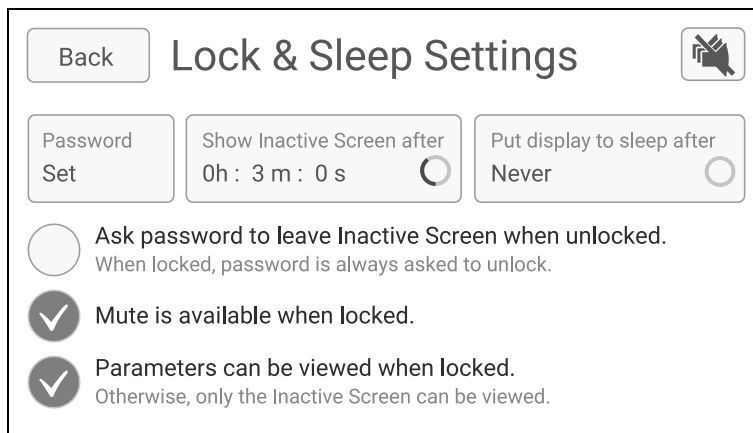 Back
Lock & Sleep Settings
Password
Set
Show Inactive Screen after
0h : 3 m : 0 s
Put display to sleep after
Never
Ask password to leave Inactive Screen when unlocked.
When locked, password is always asked to unlock.
Mute is available when locked.
Parameters can be viewed when locked.
Otherwise, only the Inactive Screen can be viewed.